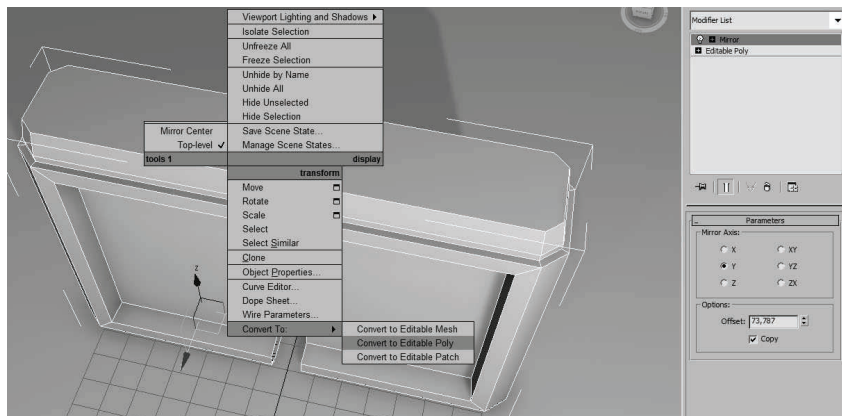 Viewport Lighting and Shadows
Isolate Selection
Unfreeze All
Freeze Selection
Unhide by Name
Unhide All
Hide Unselected
Hide Selection
Mirror Center
Save Scene State...
Top-level
Manage Scene States...
tools 1
display
transform
Move
Rotate
Scale
Select
Select Similar
Clone
Object Properties...
Curve Editor...
Dope Sheet...
Wire Parameters...
Convert To:
Convert to Editable Mesh
Convert to Editable Poly
Convert to Editable Patch
z
Modifier List
Mirror
Editable Poly
Parameters
Mirror Axis:
X XY
Y YZ
Z ZX
Options:
Offset: 73,787
Copy